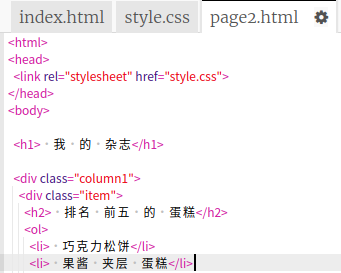 index.html style.css page2.html
<html>
<head>
<link rel="stylesheet" href="style.css">
</head>
<body>
<h1>·我·的·杂志</h1>
<div class="column1">
<div class="item">
<h2>·排名·前五·的·蛋糕</h2>
<ol>
<li>·巧克力松饼</li>
<li>·果酱·夹层·蛋糕</li>